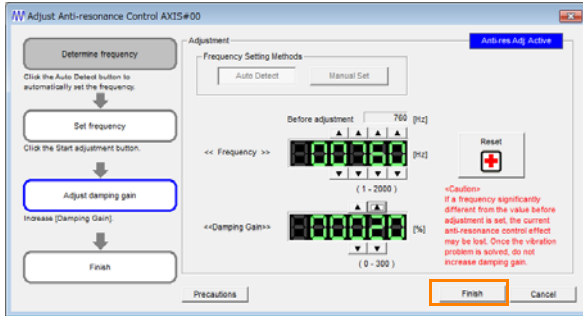 Adjust Anti-resonance Control AXIS#00
Determine frequency
Click the Auto Detect button to
automatically set the frequency.
Set frequency
Click the Start adjustment button.
Adjust damping gain
Increase [Damping Gain].
Finish
Adjustment
Anti-res Adj Active
Frequency Setting Methods
Auto Detect
Manual Set
Before adjustment
760
[Hz]
<< Frequency >>
00760
[Hz]
( 1 - 2000 )
<<Damping Gain>>
00020
[%]
( 0 - 300 )
Reset
<Caution>
If a frequency significantly
different from the value before
adjustment is set, the current
anti-resonance control effect
may be lost. Once the vibration
problem is solved, do not
increase damping gain.
Precautions
Finish
Cancel